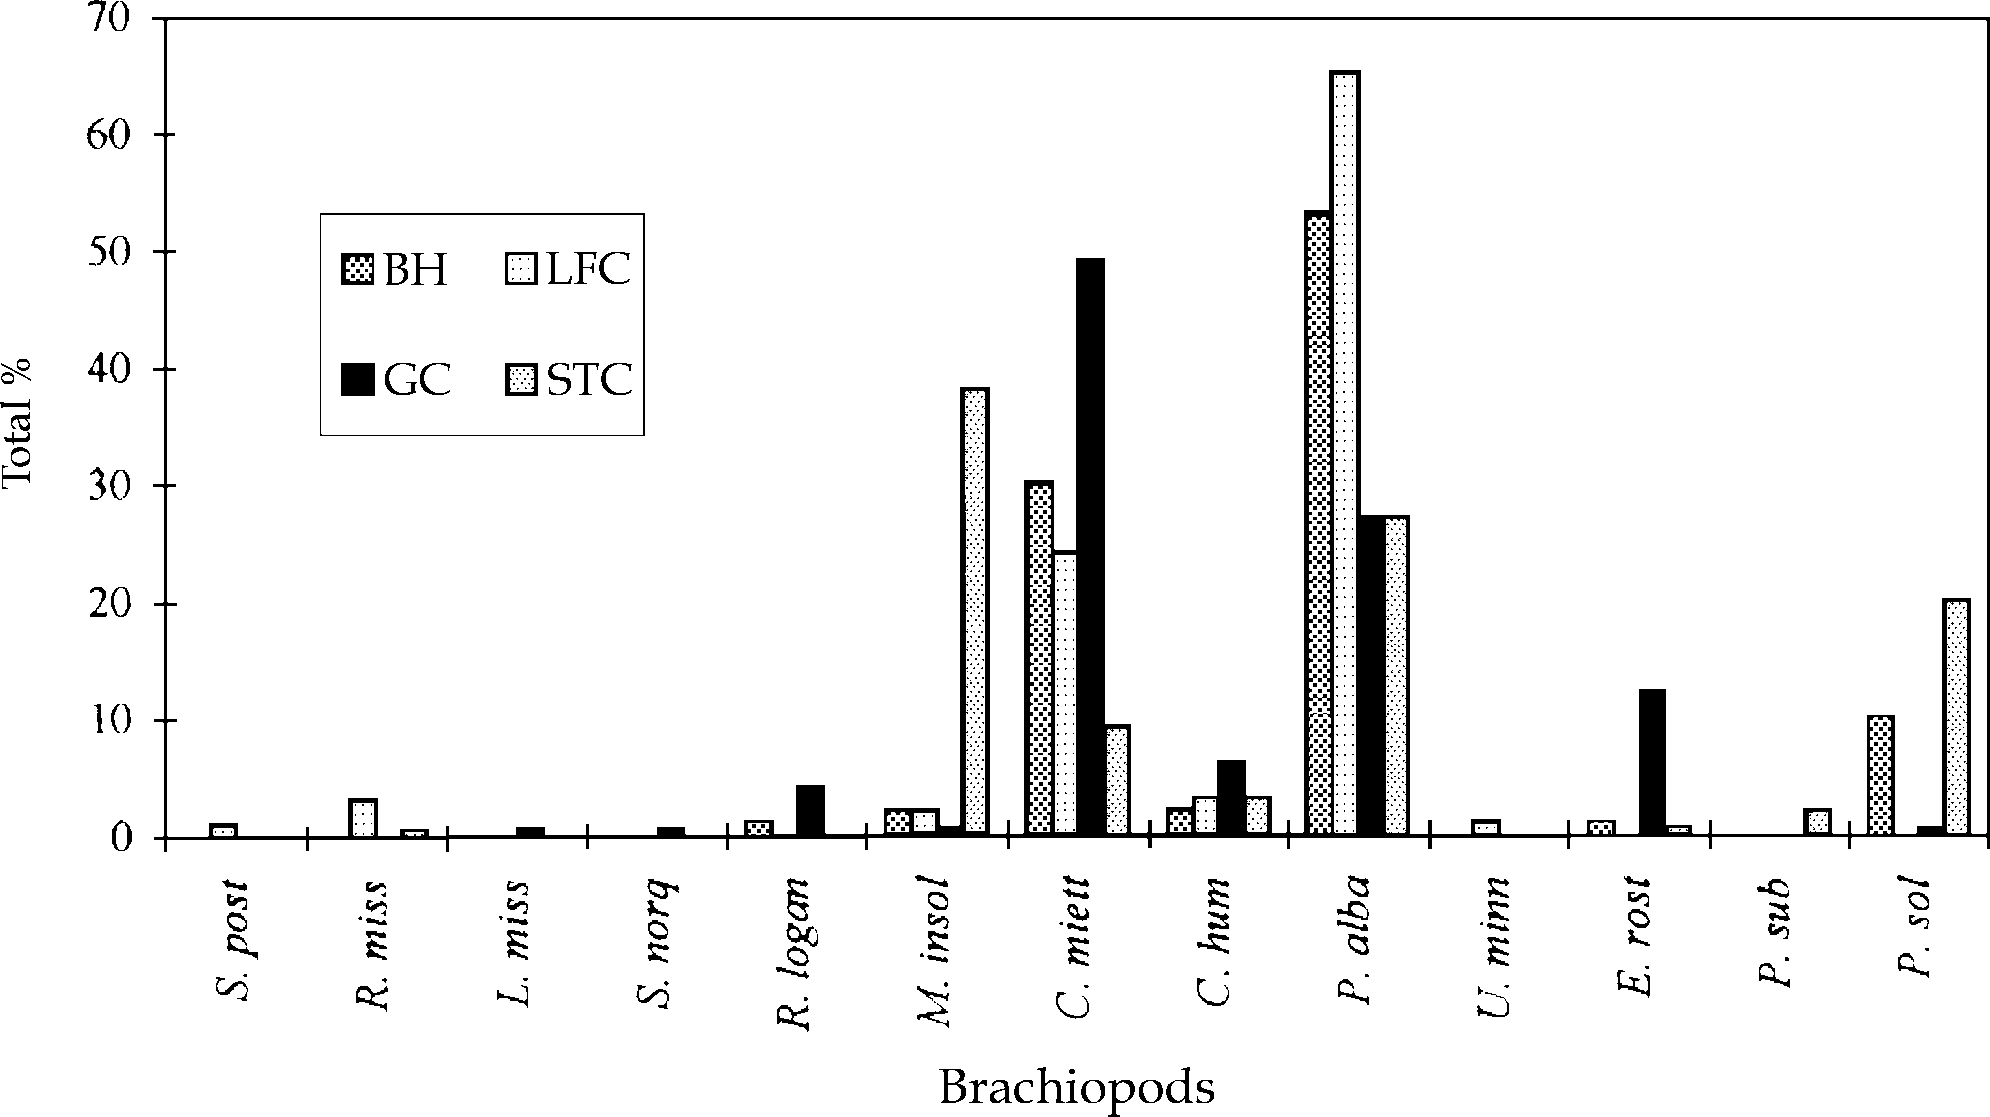 70
60
50
40
30
20
10
0
Total %
BH
LFC
GC
STC
S. post
R. miss
L. miss
S. norq
R. logan
M. insol
C. miett
C. hum
P. alba
U. minn
E. rost
P. sub
P. sol
Brachiopods